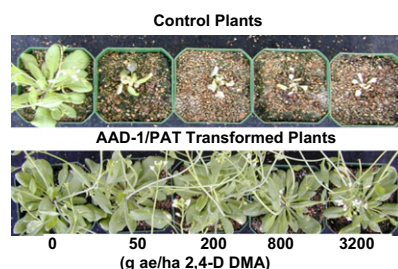 Control Plants
AAD-1/PAT Transformed Plants
0 50 200 800 3200
(g ae/ha 2,4-D DMA)